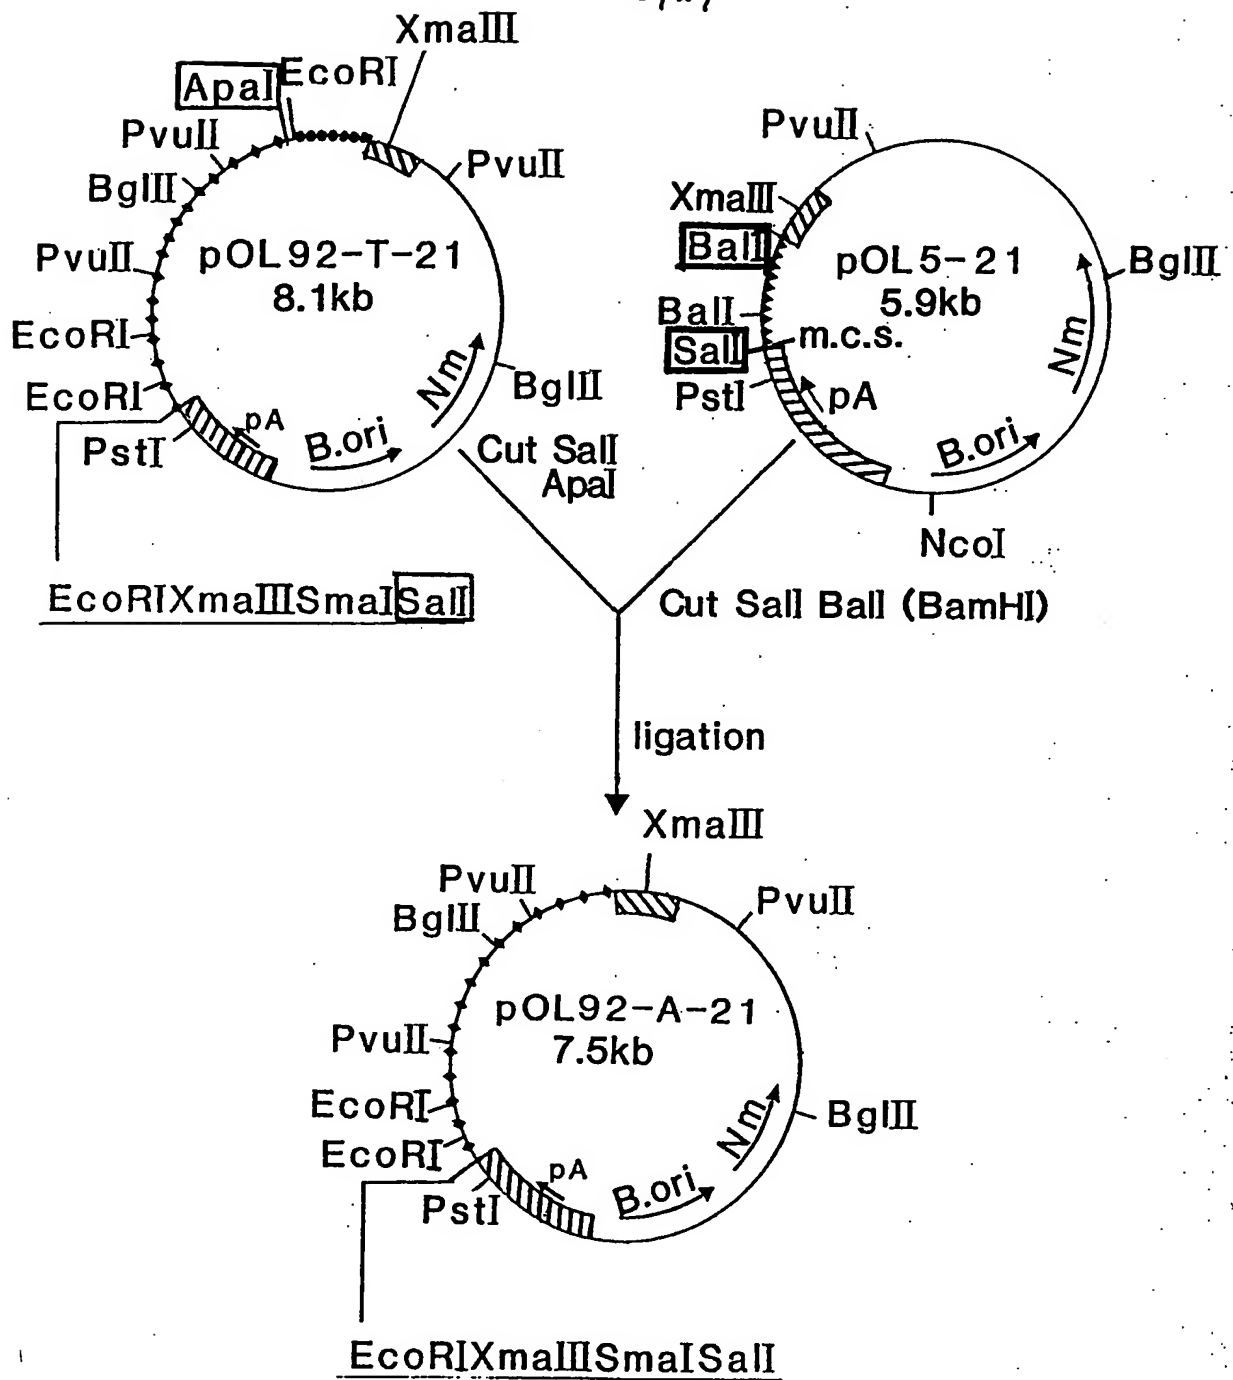 XmaIII
ApaI
EcoRI
PvuII
PvuII
BglII
PvuII
pOL92-T-21
8.1kb
EcoRI
EcoRI
BglII
PstI
pA
B.ori
Nm
Cut SalI
ApaI
EcoRIXmaIIISmaISalI
PvuII
XmaIII
BalI
pOL5-21
5.9kb
BglII
BalI
SalI
m.c.s.
PstI
pA
Nm
B.ori
NcoI
Cut SalI BalI (BamHI)
ligation
XmaIII
PvuII
PvuII
BglII
pOL92-A-21
7.5kb
PvuII
EcoRI
EcoRI
BglII
PstI
pA
B.ori
Nm
EcoRIXmaIIISmaISalI